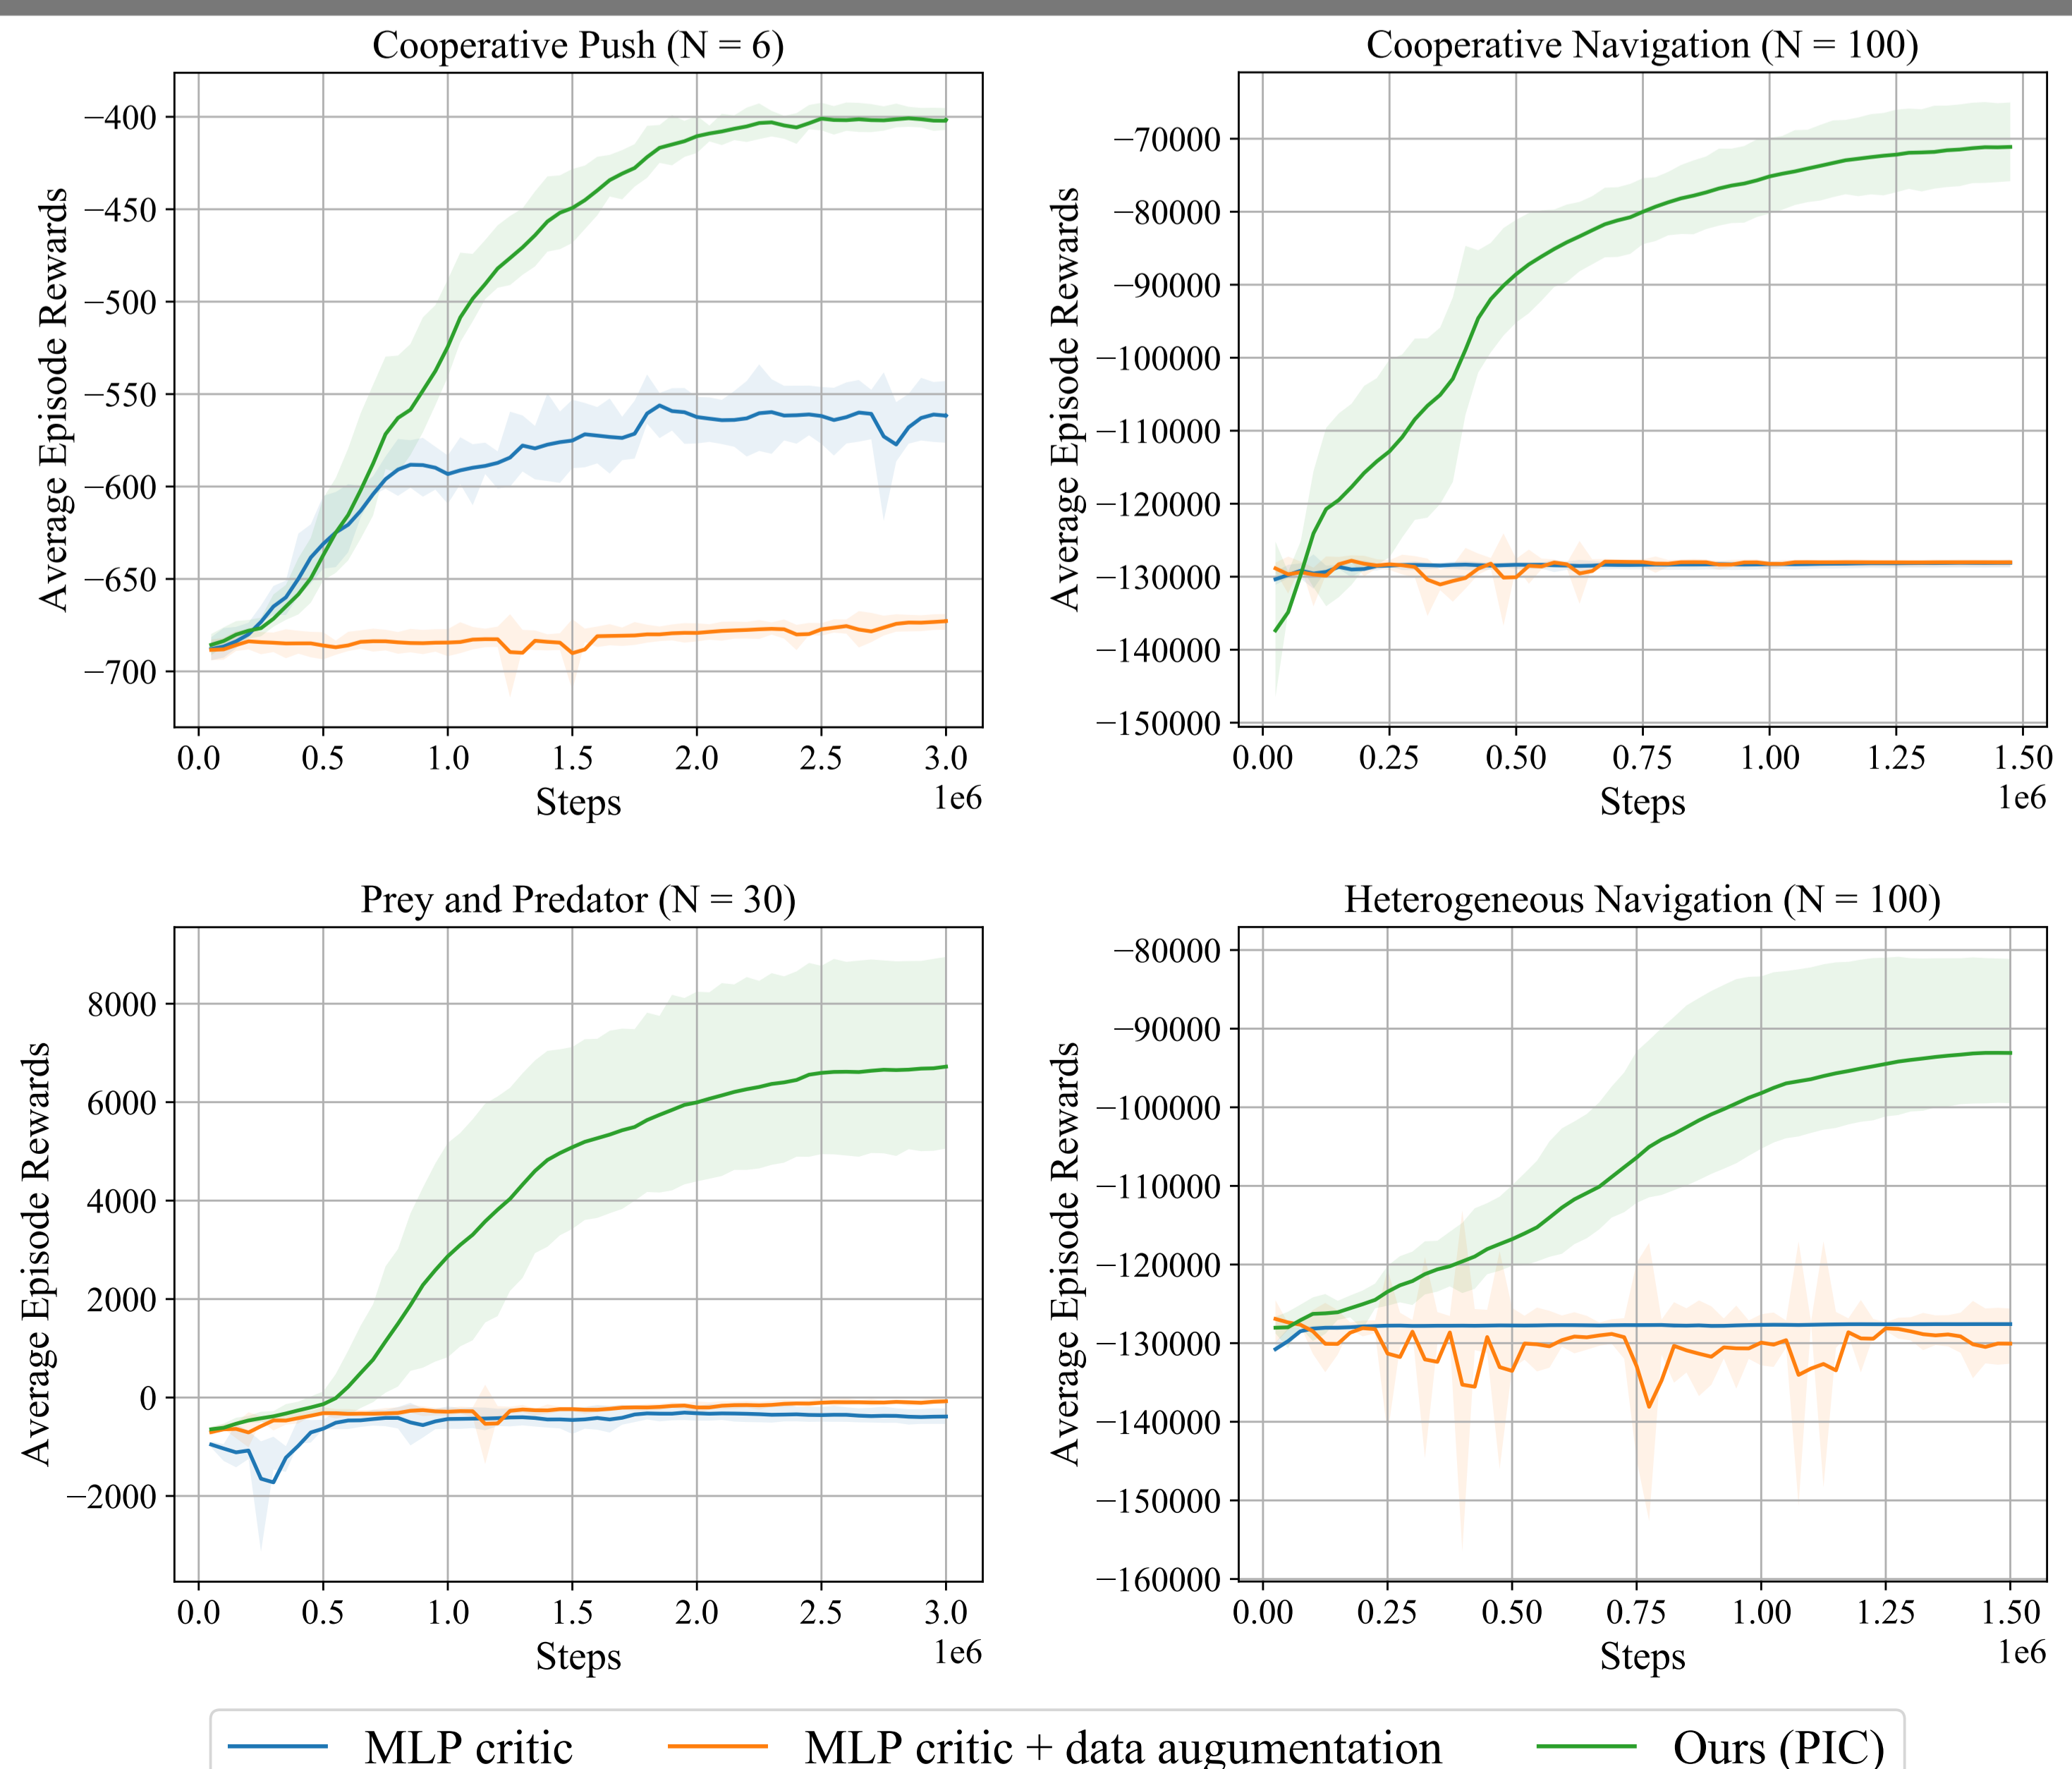 Cooperative Push (N = 6)
Average Episode Rewards
−400
−450
−500
−550
−600
−650
−700
0.0 0.5 1.0 1.5 2.0 2.5 3.0
Steps
1e6
Cooperative Navigation (N = 100)
Average Episode Rewards
−70000
−80000
−90000
−100000
−110000
−120000
−130000
−140000
−150000
0.00 0.25 0.50 0.75 1.00 1.25 1.50
Steps
1e6
Prey and Predator (N = 30)
Average Episode Rewards
8000
6000
4000
2000
0
−2000
0.0 0.5 1.0 1.5 2.0 2.5 3.0
Steps
1e6
Heterogeneous Navigation (N = 100)
Average Episode Rewards
−80000
−90000
−100000
−110000
−120000
−130000
−140000
−150000
−160000
0.00 0.25 0.50 0.75 1.00 1.25 1.50
Steps
1e6
MLP critic MLP critic + data augumentation Ours (PIC)